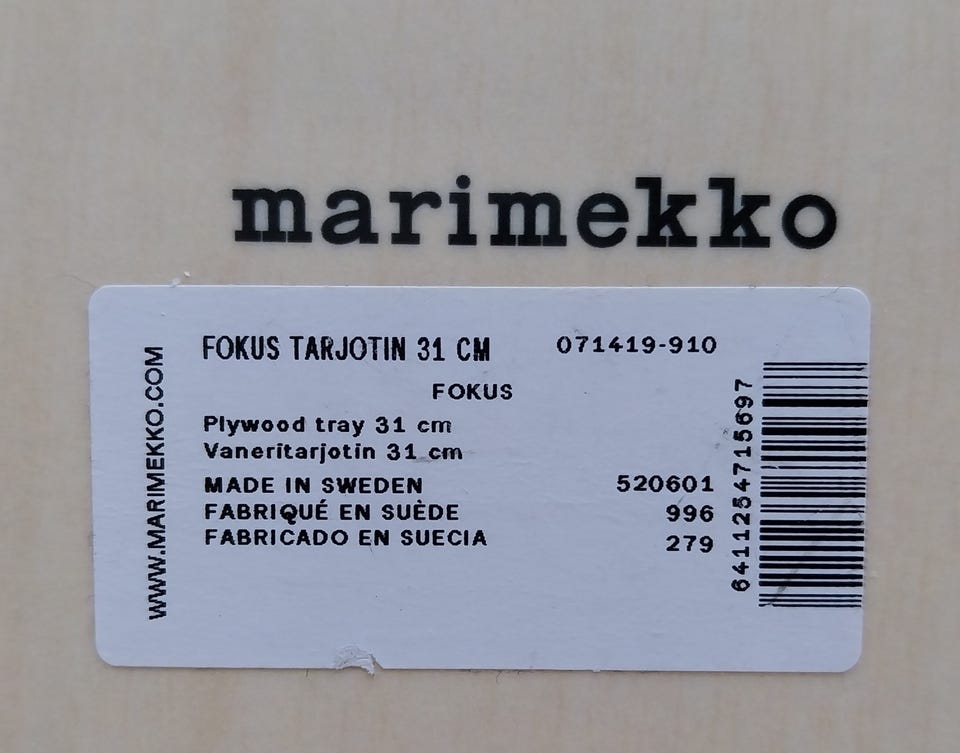 marimekko
FOKUS TARJOTIN 31 CM 071419-910
FOKUS
Plywood tray 31 cm
Vaneritarjotin 31 cm
MADE IN SWEDEN 520601
FABRIQUÉ EN SUÈDE 996
FABRICADO EN SUECIA 279
WWW.MARIMEKKO.COM
6411254715697